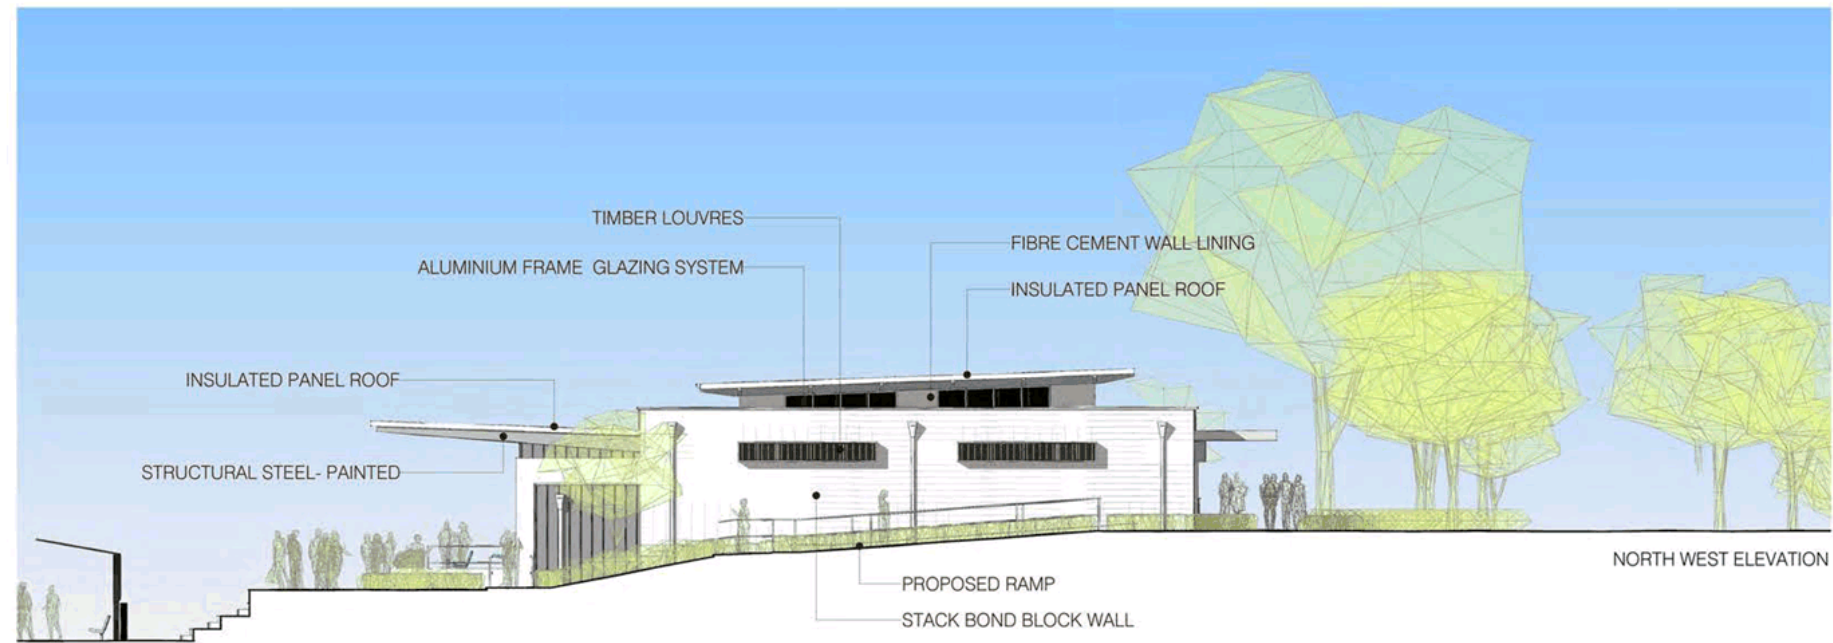 TIMBER LOUVRES
FIBRE CEMENT WALL LINING
ALUMINIUM FRAME GLAZING SYSTEM
INSULATED PANEL ROOF
INSULATED PANEL ROOF
STRUCTURAL STEEL- PAINTED
NORTH WEST ELEVATION
PROPOSED RAMP
STACK BOND BLOCK WALL